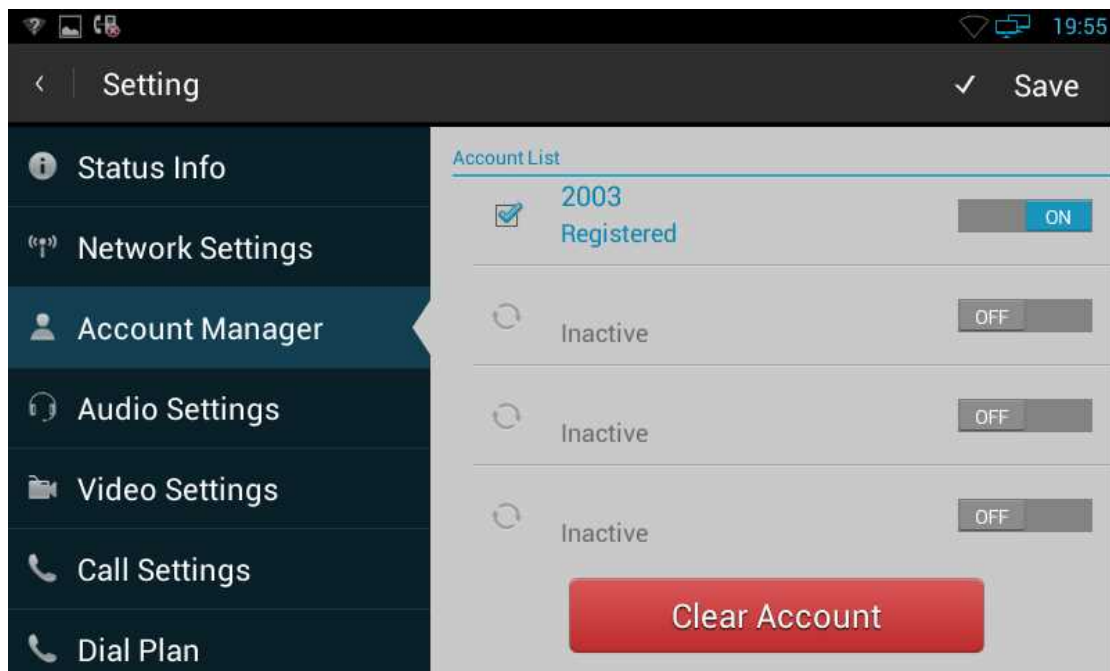 19:55
Setting
Save
Status Info
Network Settings
Account Manager
Audio Settings
Video Settings
Call Settings
Dial Plan
Account List
2003
Registered
ON
Inactive
OFF
Inactive
OFF
Inactive
OFF
Clear Account